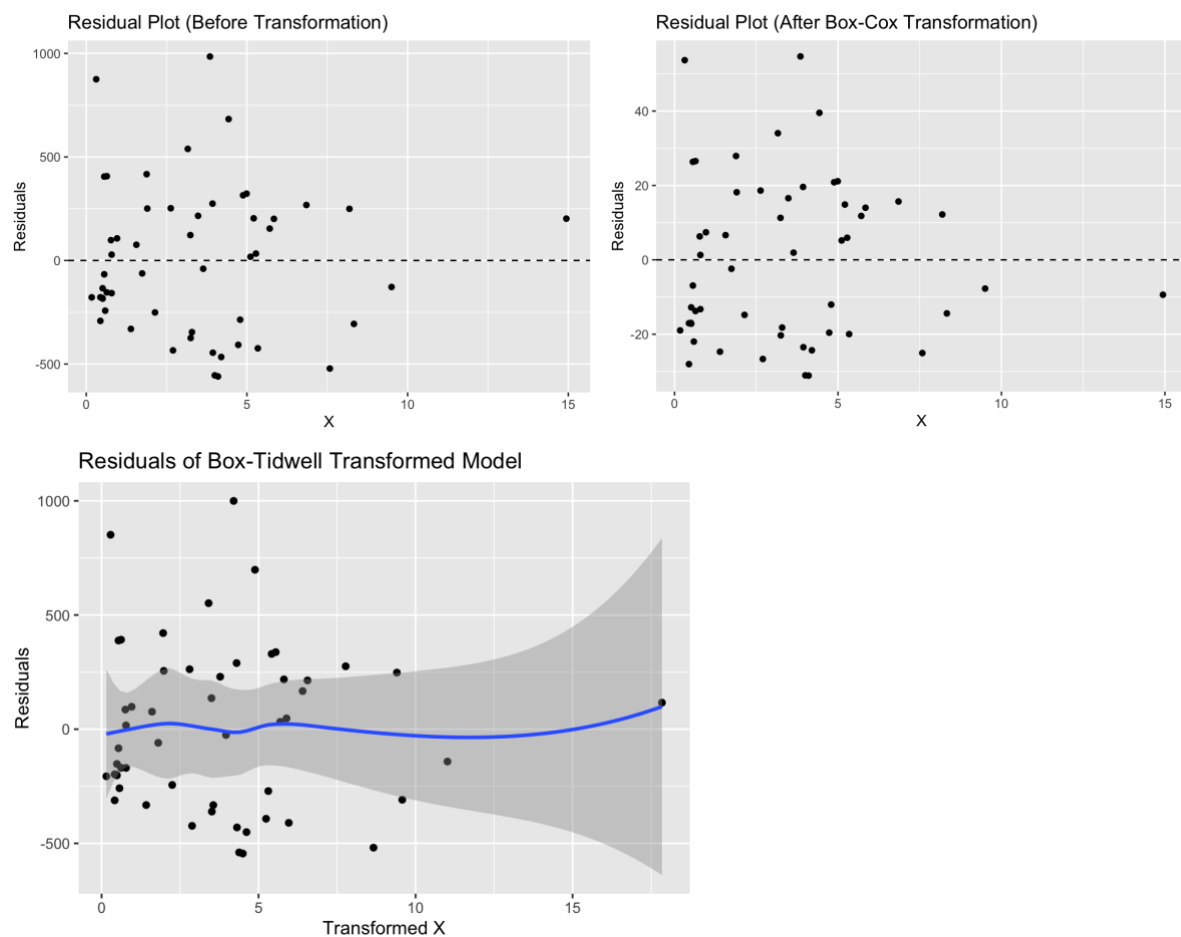 Residual Plot (Before Transformation)
1000
500
0
-500
Residuals
0
5
10
15
X
Residual Plot (After Box-Cox Transformation)
40
20
0
-20
Residuals
0
5
10
15
X
Residuals of Box-Tidwell Transformed Model
1000
500
0
-500
Residuals
0
5
10
15
Transformed X